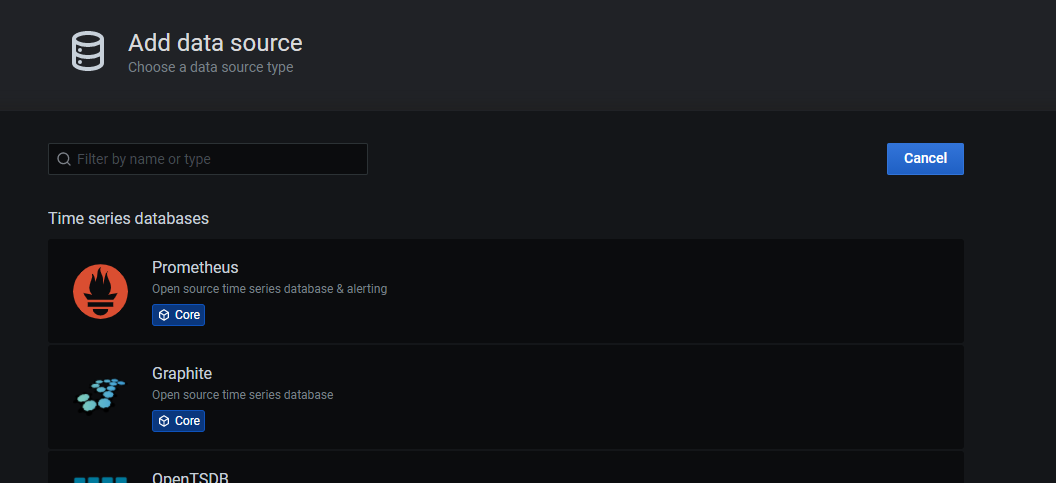 Add data source
Choose a data source type
Filter by name or type
Cancel
Time series databases
Prometheus
Open source time series database & alerting
Core
Graphite
Open source time series database
Core
OpenTSDB